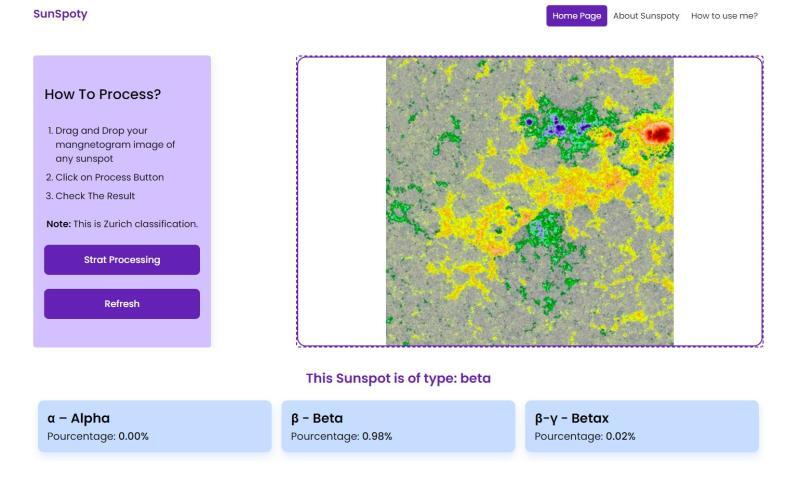 SunSpoty
Home Page
About Sunspoty
How to use me?
How To Process?
1. Drag and Drop your
mangnetogram image of
any sunspot
2. Click on Process Button
3. Check The Result
Note: This is Zurich classification.
Strat Processing
Refresh
This Sunspot is of type: beta
α – Alpha
Pourcentage: 0.00%
β - Beta
Pourcentage: 0.98%
β-γ - Betax
Pourcentage: 0.02%